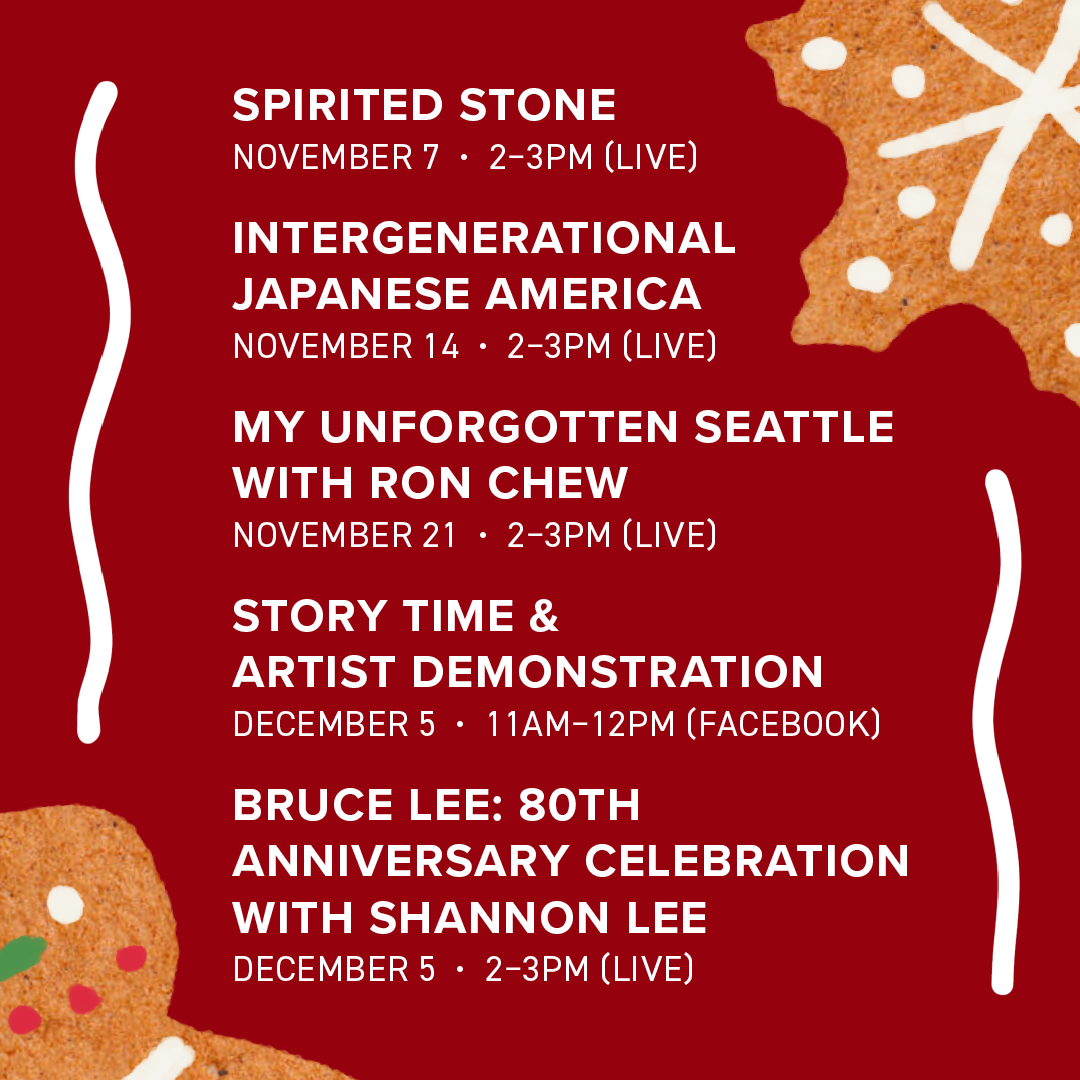 SPIRITED STONE
NOVEMBER 7 • 2–3PM (LIVE)
INTERGENERATIONAL
JAPANESE AMERICA
NOVEMBER 14 • 2–3PM (LIVE)
MY UNFORGOTTEN SEATTLE
WITH RON CHEW
NOVEMBER 21 • 2–3PM (LIVE)
STORY TIME &
ARTIST DEMONSTRATION
DECEMBER 5 • 11AM–12PM (FACEBOOK)
BRUCE LEE: 80TH
ANNIVERSARY CELEBRATION
WITH SHANNON LEE
DECEMBER 5 • 2–3PM (LIVE)